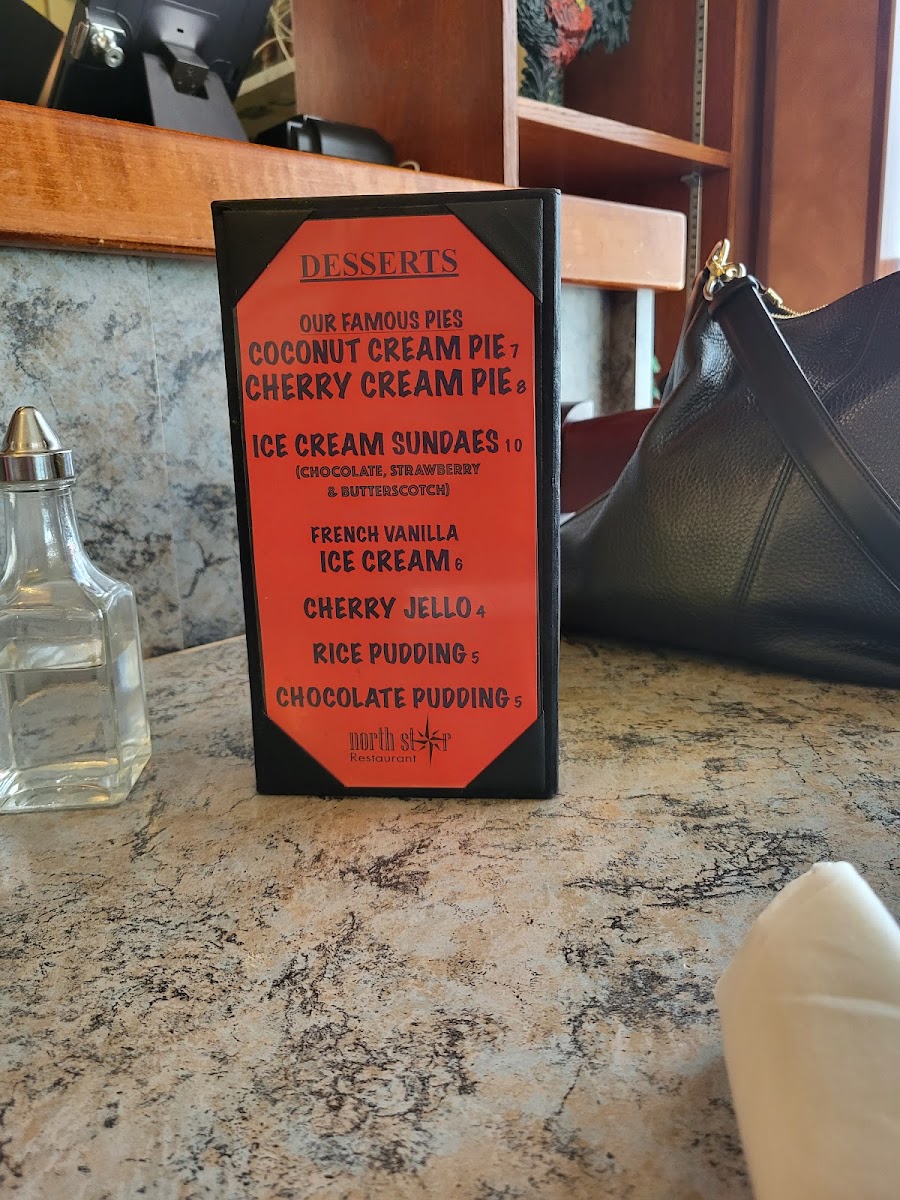 DESSERTS
OUR FAMOUS PIES
COCONUT CREAM PIE 7
CHERRY CREAM PIE 8
ICE CREAM SUNDAES 10
(CHOCOLATE, STRAWBERRY
& BUTTERSCOTCH)
FRENCH VANILLA
ICE CREAM 6
CHERRY JELLO 4
RICE PUDDING 5
CHOCOLATE PUDDING 5
north star
Restaurant